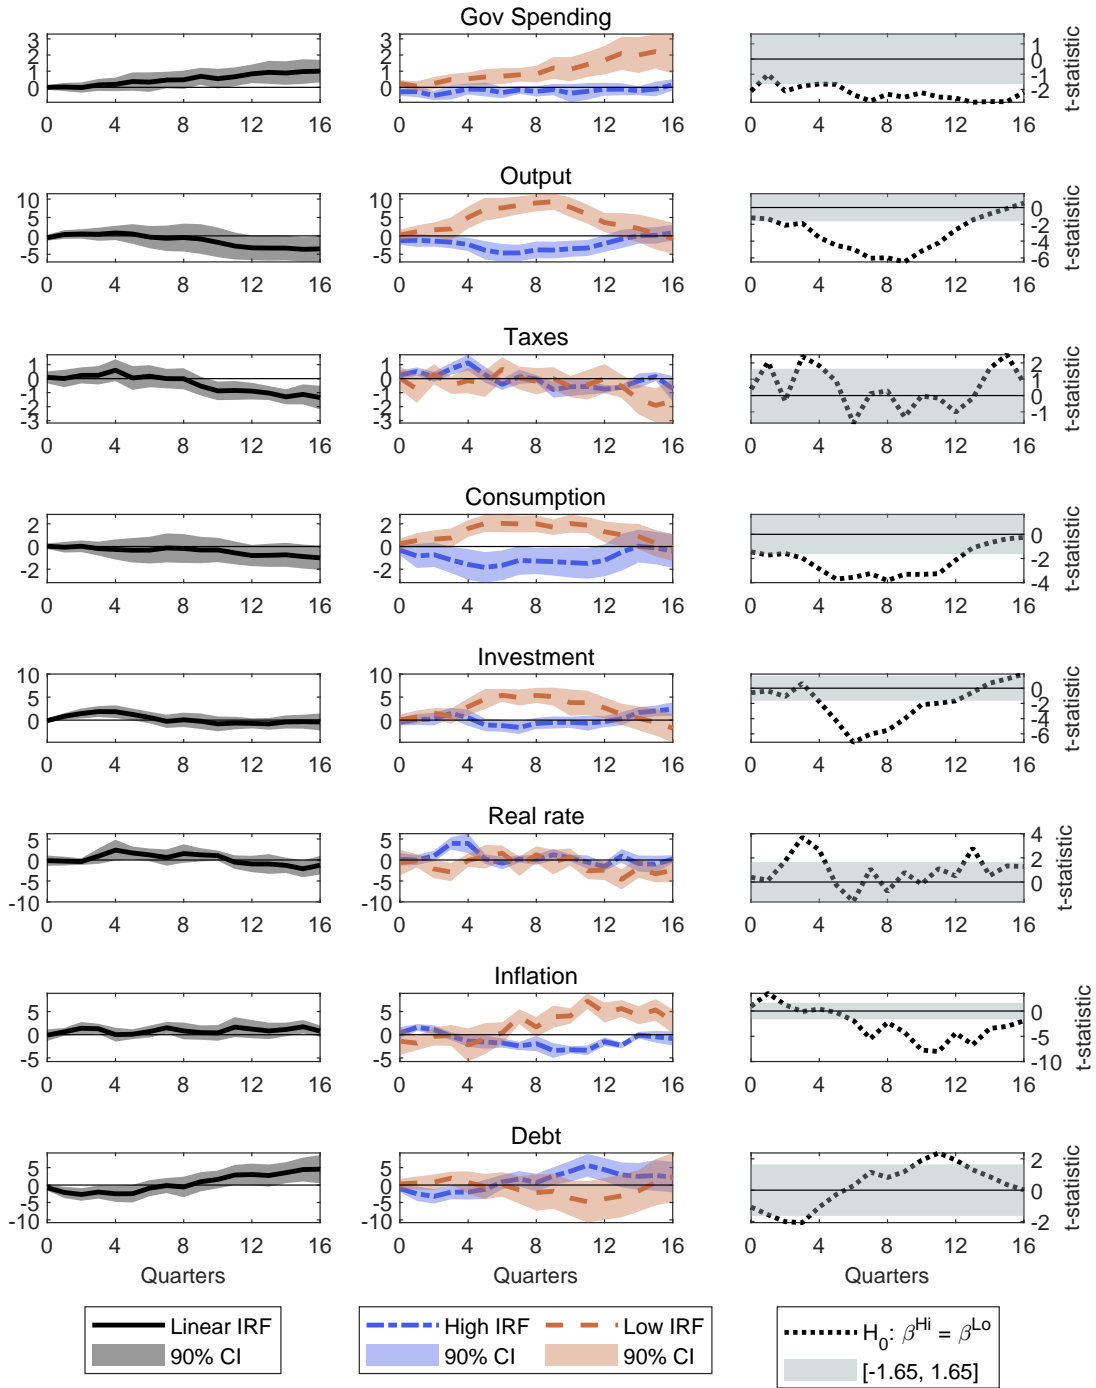 Gov Spending
3
2
1
0
0 4 8 12 16
3
2
1
0
0 4 8 12 16
1
0
-1
-2
0 4 8 12 16
t-statistic
Output
10
5
0
-5
0 4 8 12 16
10
5
0
-5
0 4 8 12 16
0
-2
-4
-6
0 4 8 12 16
t-statistic
Taxes
1
0
-1
-2
-3
0 4 8 12 16
1
0
-1
-2
-3
0 4 8 12 16
2
1
0
-1
0 4 8 12 16
t-statistic
Consumption
2
0
-2
0 4 8 12 16
2
0
-2
0 4 8 12 16
0
-2
-4
0 4 8 12 16
t-statistic
Investment
10
5
0
0 4 8 12 16
10
5
0
0 4 8 12 16
0
-2
-4
-6
0 4 8 12 16
t-statistic
Real rate
5
0
-5
-10
0 4 8 12 16
5
0
-5
-10
0 4 8 12 16
4
2
0
0 4 8 12 16
t-statistic
Inflation
5
0
-5
0 4 8 12 16
5
0
-5
0 4 8 12 16
0
-5
-10
0 4 8 12 16
t-statistic
Debt
5
0
-5
-10
0 4 8 12 16
Quarters
5
0
-5
-10
0 4 8 12 16
2
0
-2
0 4 8 12 16
t-statistic
Quarters
Linear IRF
90% CI
High IRF Low IRF
90% CI 90% CI
H₀: β^Hi = β^Lo
[-1.65, 1.65]